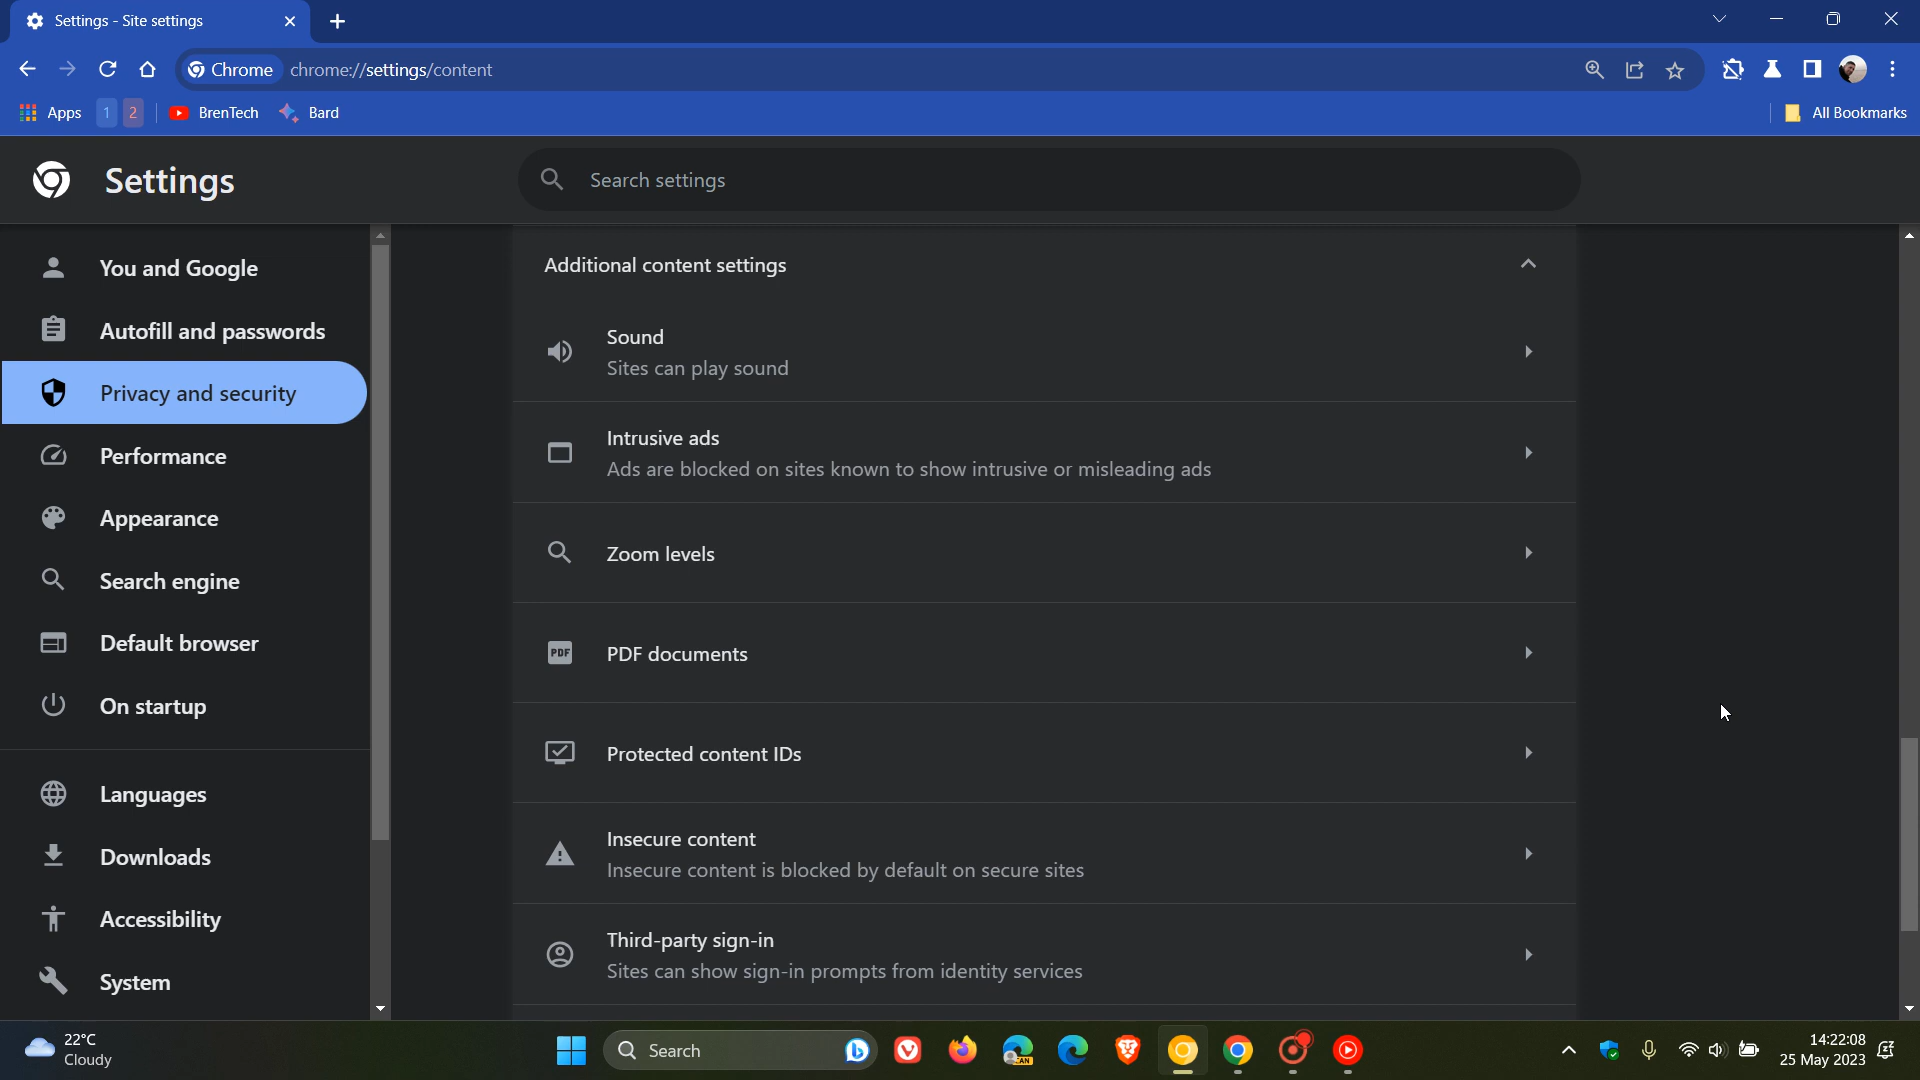 Settings - Site settings
Chrome chrome://settings/content
Apps 1 2 BrenTech Bard All Bookmarks
Settings
Search settings
You and Google
Autofill and passwords
Privacy and security
Performance
Appearance
Search engine
Default browser
On startup
Languages
Downloads
Accessibility
System
Additional content settings
Sound
Sites can play sound
Intrusive ads
Ads are blocked on sites known to show intrusive or misleading ads
Zoom levels
PDF
PDF documents
Protected content IDs
Insecure content
Insecure content is blocked by default on secure sites
Third-party sign-in
Sites can show sign-in prompts from identity services
22°C
Cloudy
Search
CAN
14:22:08
25 May 2023